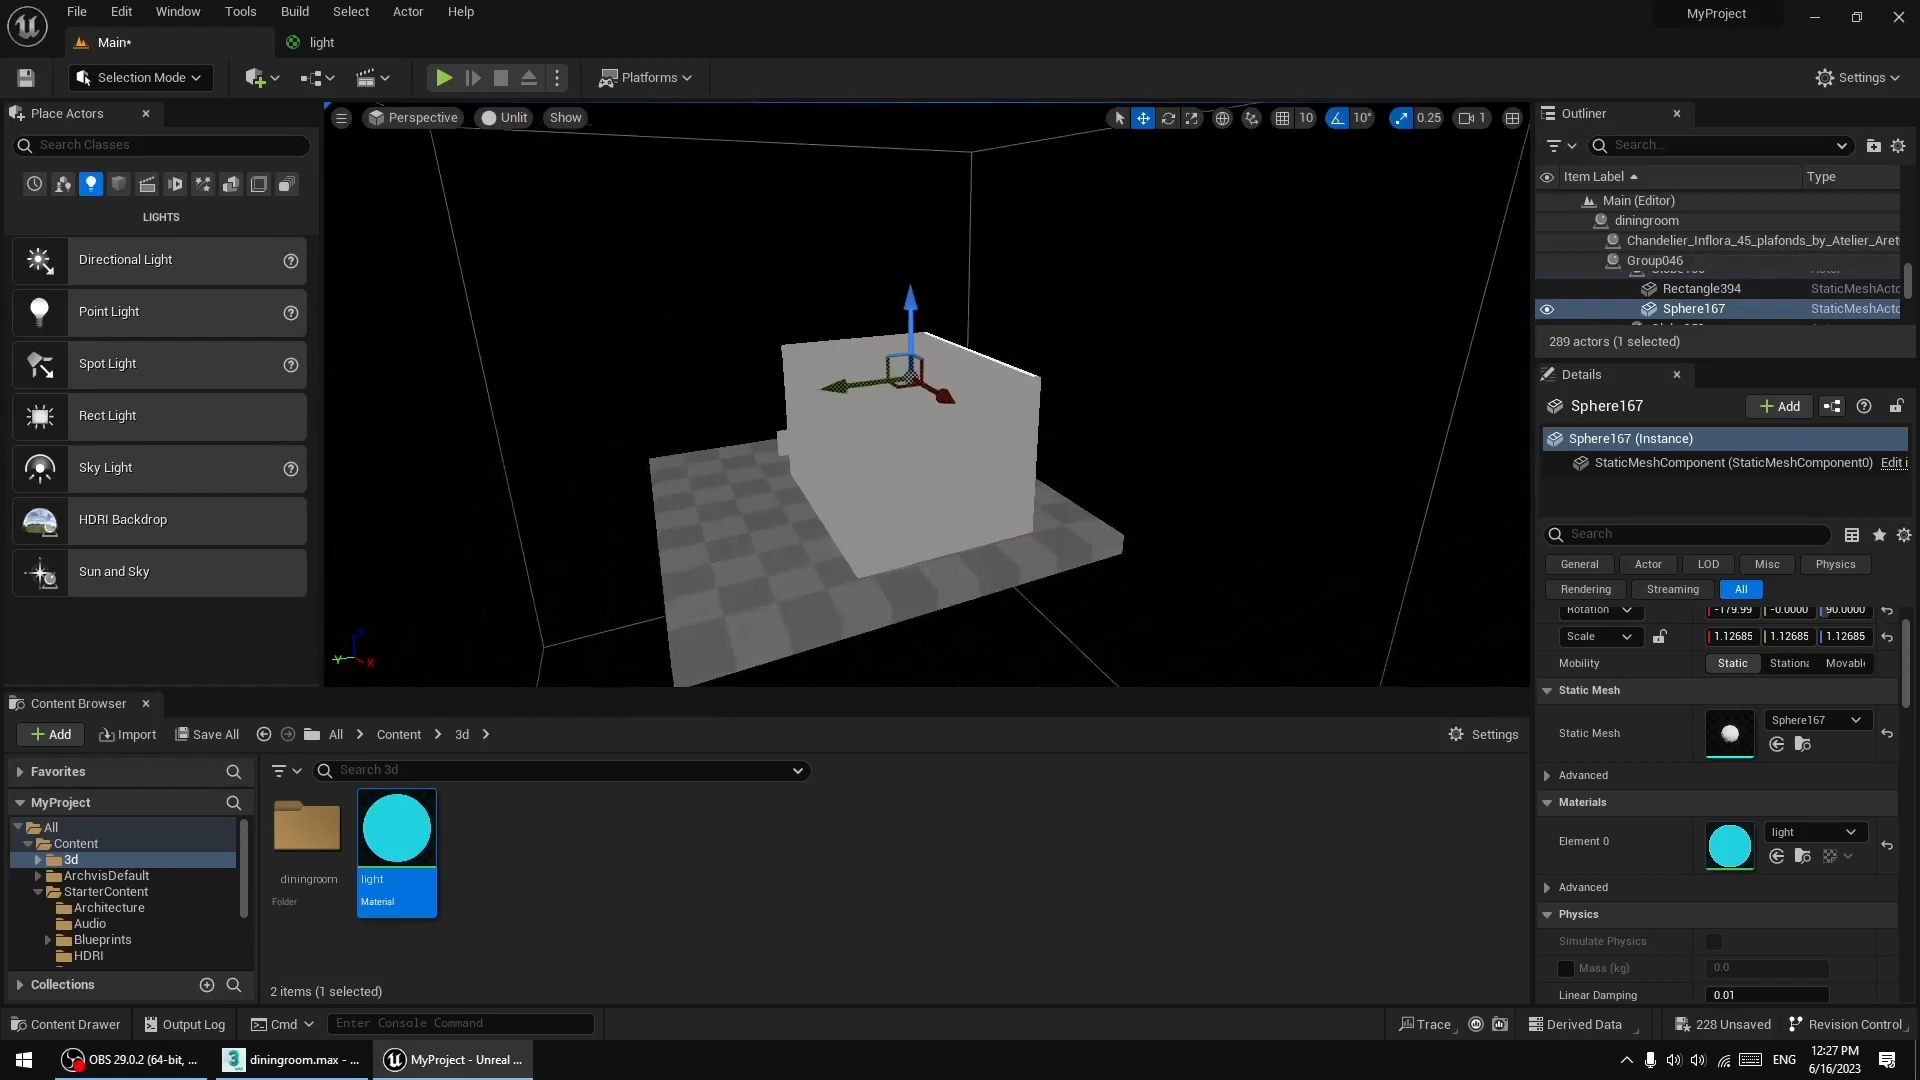 File Edit Window Tools Build Select Actor Help
MyProject
Main*
light
Selection Mode
Platforms
Settings
Place Actors
Search Classes
LIGHTS
Directional Light
Point Light
Spot Light
Rect Light
Sky Light
HDRI Backdrop
Sun and Sky
Perspective
Unlit
Show
10
10°
0.25
1
Outliner
Search...
Item Label
Type
Main (Editor)
diningroom
Chandelier_Inflora_45_plafonds_by_Atelier_Aret
Group046
Rectangle394
StaticMeshActo
Sphere167
StaticMeshActo
289 actors (1 selected)
Details
Sphere167
Add
Sphere167 (Instance)
StaticMeshComponent (StaticMeshComponent0)
Edit i
Search
General
Actor
LOD
Misc
Physics
Rendering
Streaming
All
Rotation
-179.99
-0.0000
90.0000
Scale
1.12685
1.12685
1.12685
Mobility
Static
Stationa
Movable
Static Mesh
Static Mesh
Sphere167
Advanced
Materials
Element 0
light
Advanced
Physics
Simulate Physics
Mass (kg)
0.0
Linear Damping
0.01
Content Browser
Add
Import
Save All
All
Content
3d
Settings
Favorites
MyProject
All
Content
3d
ArchvisDefault
StarterContent
Architecture
Audio
Blueprints
HDRI
Collections
Search 3d
diningroom
Folder
light
Material
2 items (1 selected)
Content Drawer
Output Log
Cmd
Enter Console Command
Trace
Derived Data
228 Unsaved
Revision Control
OBS 29.0.2 (64-bit, ...
3
diningroom.max - ...
MyProject - Unreal ...
ENG
12:27 PM
6/16/2023
X
Y
Z